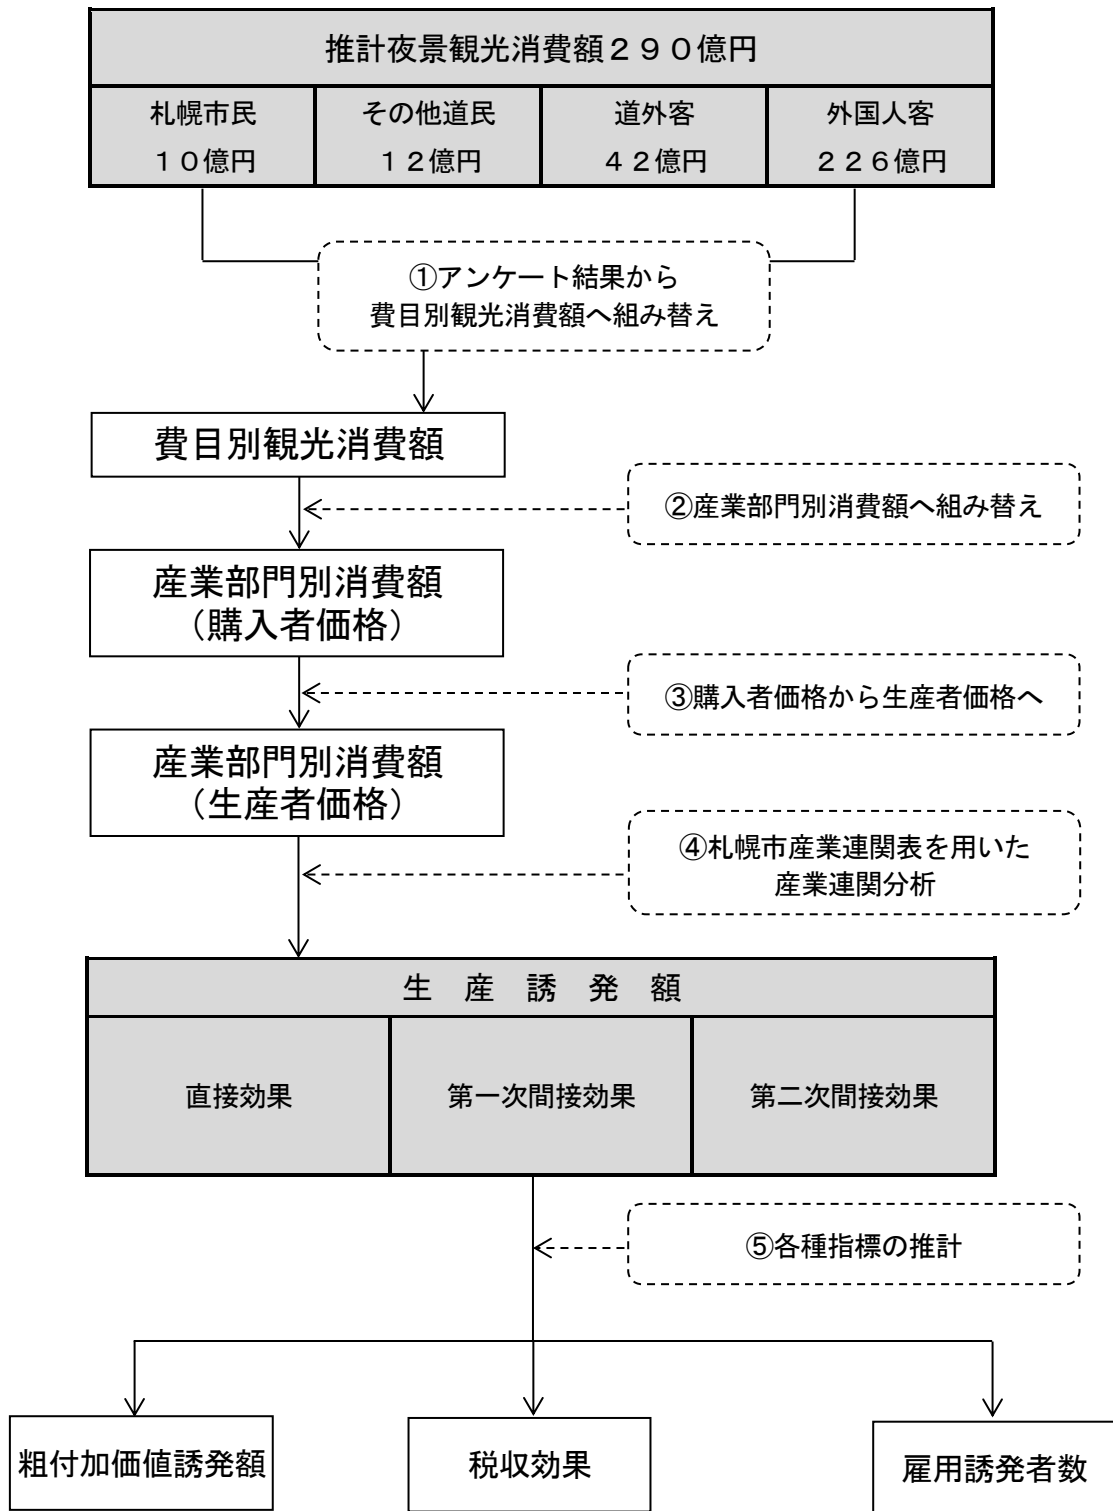 推計夜景観光消費額２９０億円
札幌市民
１０億円
その他道民
１２億円
道外客
４２億円
外国人客
２２６億円
①アンケート結果から
費目別観光消費額へ組み替え
費目別観光消費額
②産業部門別消費額へ組み替え
産業部門別消費額
（購入者価格）
③購入者価格から生産者価格へ
産業部門別消費額
（生産者価格）
④札幌市産業連関表を用いた
産業連関分析
生　産　誘　発　額
直接効果
第一次間接効果
第二次間接効果
⑤各種指標の推計
粗付加価値誘発額
税収効果
雇用誘発者数